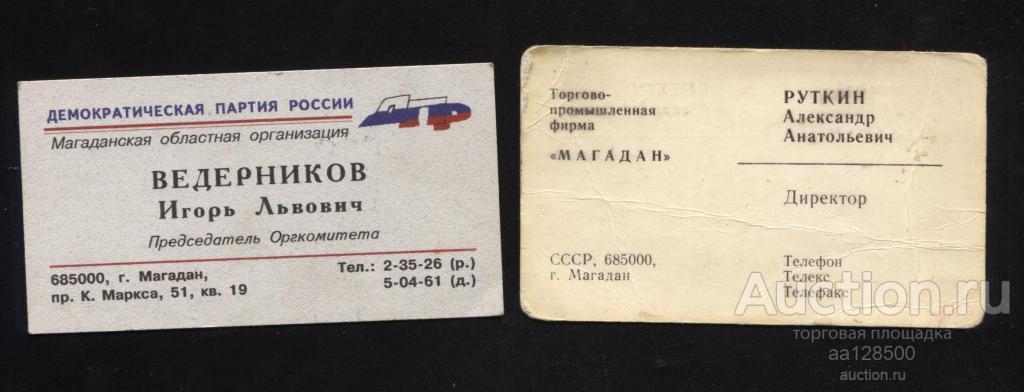 ДЕМОКРАТИЧЕСКАЯ ПАРТИЯ РОССИИ
ДПР
Магаданская областная организация
ВЕДЕРНИКОВ
Игорь Львович
Председатель Оргкомитета
685000, г. Магадан,
пр. К. Маркса, 51, кв. 19
Тел.: 2-35-26 (р.)
5-04-61 (д.)
Торгово-
промышленная
фирма
«МАГАДАН»
РУТКИН
Александр
Анатольевич
Директор
СССР, 685000,
г. Магадан
Телефон
Телекс
Телефакс
Auction.ru
торговая площадка
aa128500
auction.ru